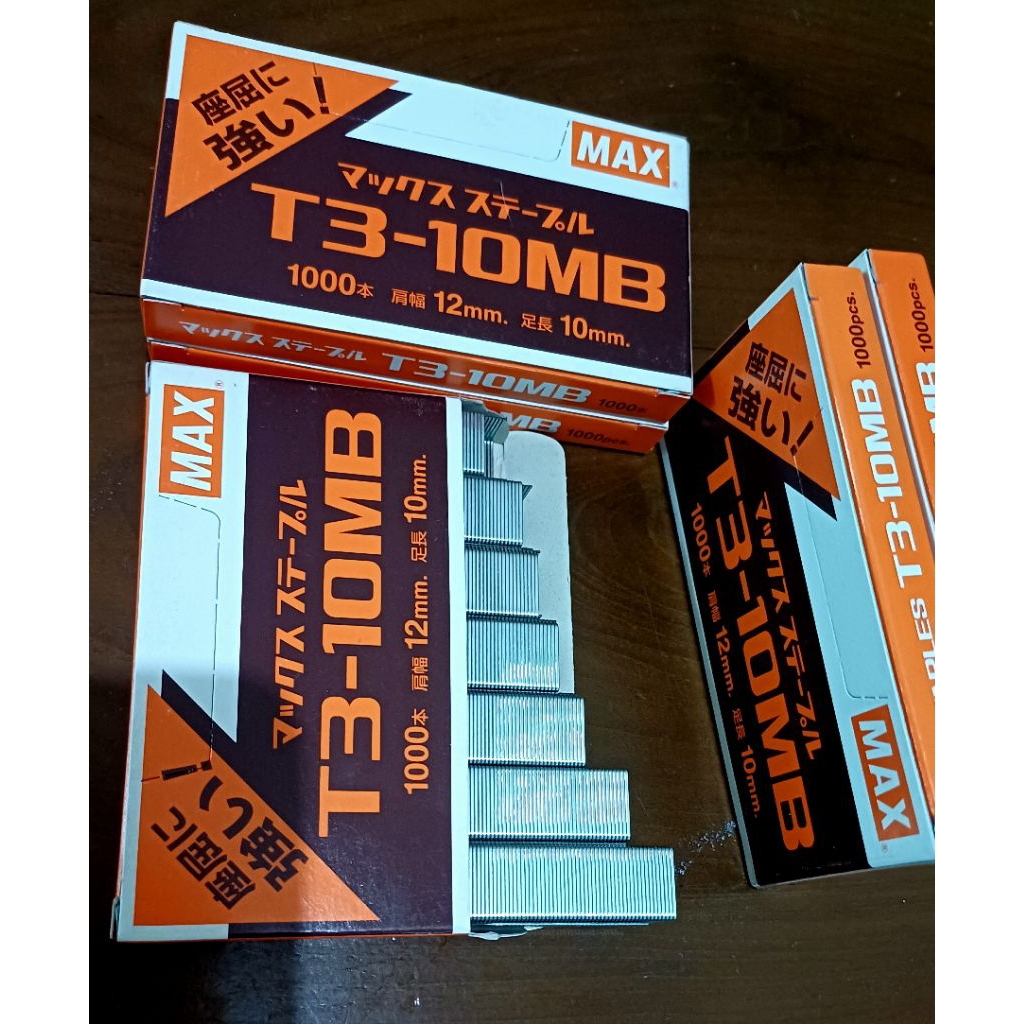 座屈に
強い!
MAX
マックス ステープル
T3-10MB
1000本 肩幅 12mm. 足長 10mm.
マックス ステープル T3-10MB 1000本
MB 1000pcs.
MAX
マックス ステープル
T3-10MB
1000本 肩幅 12mm. 足長 10mm.
座屈に
強い!
座屈に
強い!
マックス ステープル
T3-10MB
1000本 肩幅 12mm. 足長 10mm.
MAX
T3-10MB 1000pcs.
MB 1000pcs.